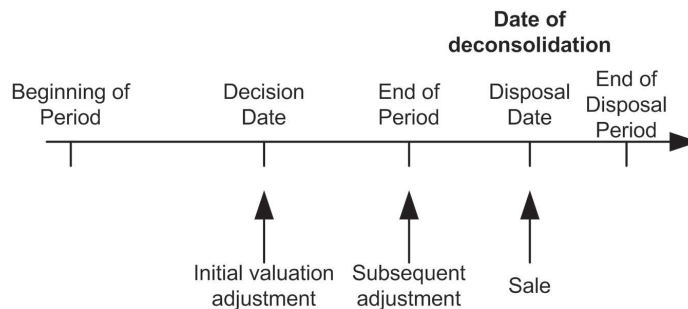 Date of
deconsolidation
Beginning of
Period
Decision
Date
End of
Period
Disposal
Date
End of
Disposal
Period
Initial valuation
adjustment
Subsequent
adjustment
Sale